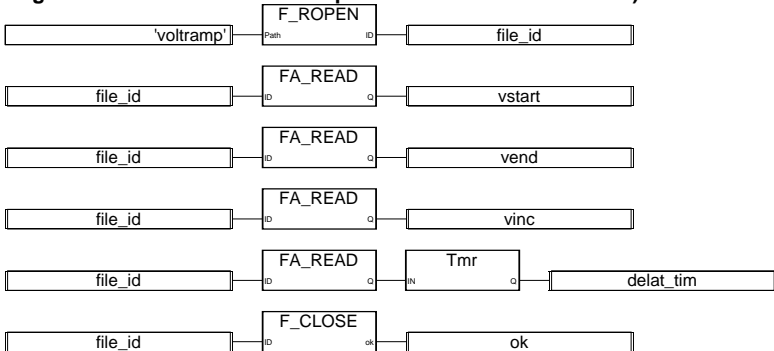 F_ROPEN
'voltramp' Path ID file_id
FA_READ
file_id ID Q vstart
FA_READ
file_id ID Q vend
FA_READ
file_id ID Q vinc
FA_READ Tmr
file_id ID Q IN Q delat_tim
F_CLOSE
file_id ID ok ok